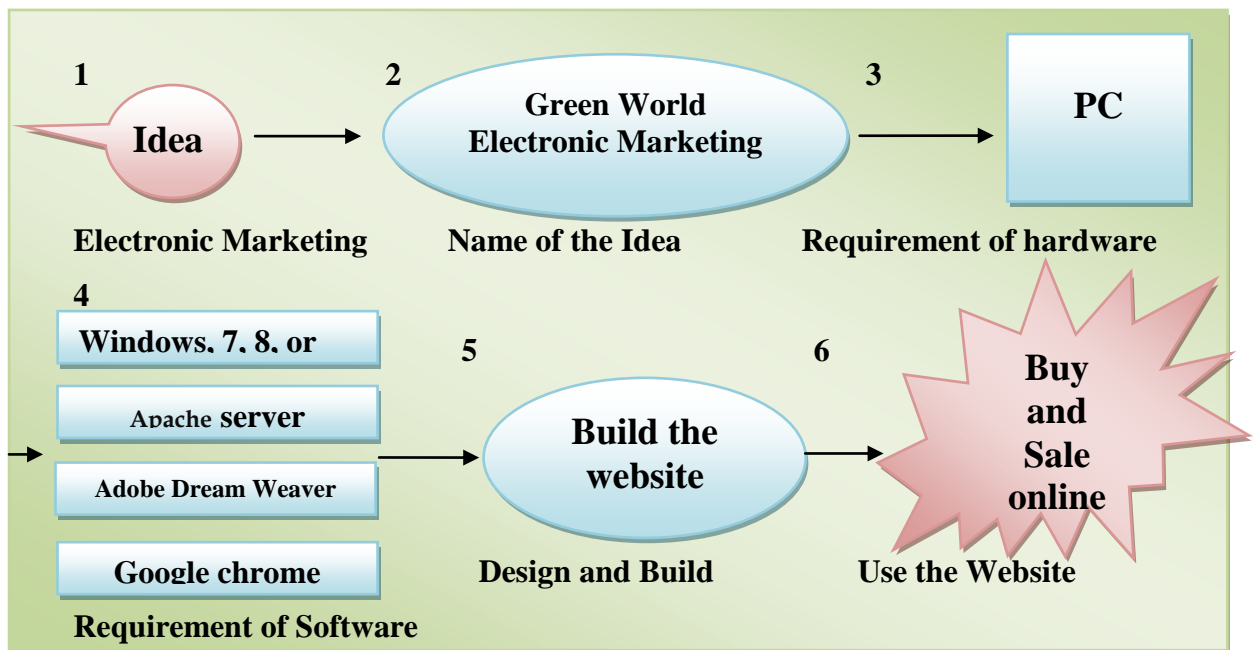 1
Idea
Electronic Marketing
2
Green World
Electronic Marketing
Name of the Idea
3
PC
Requirement of hardware
4
Windows, 7, 8, or
Apache server
Adobe Dream Weaver
Google chrome
Requirement of Software
5
Build the
website
Design and Build
6
Buy
and
Sale
online
Use the Website